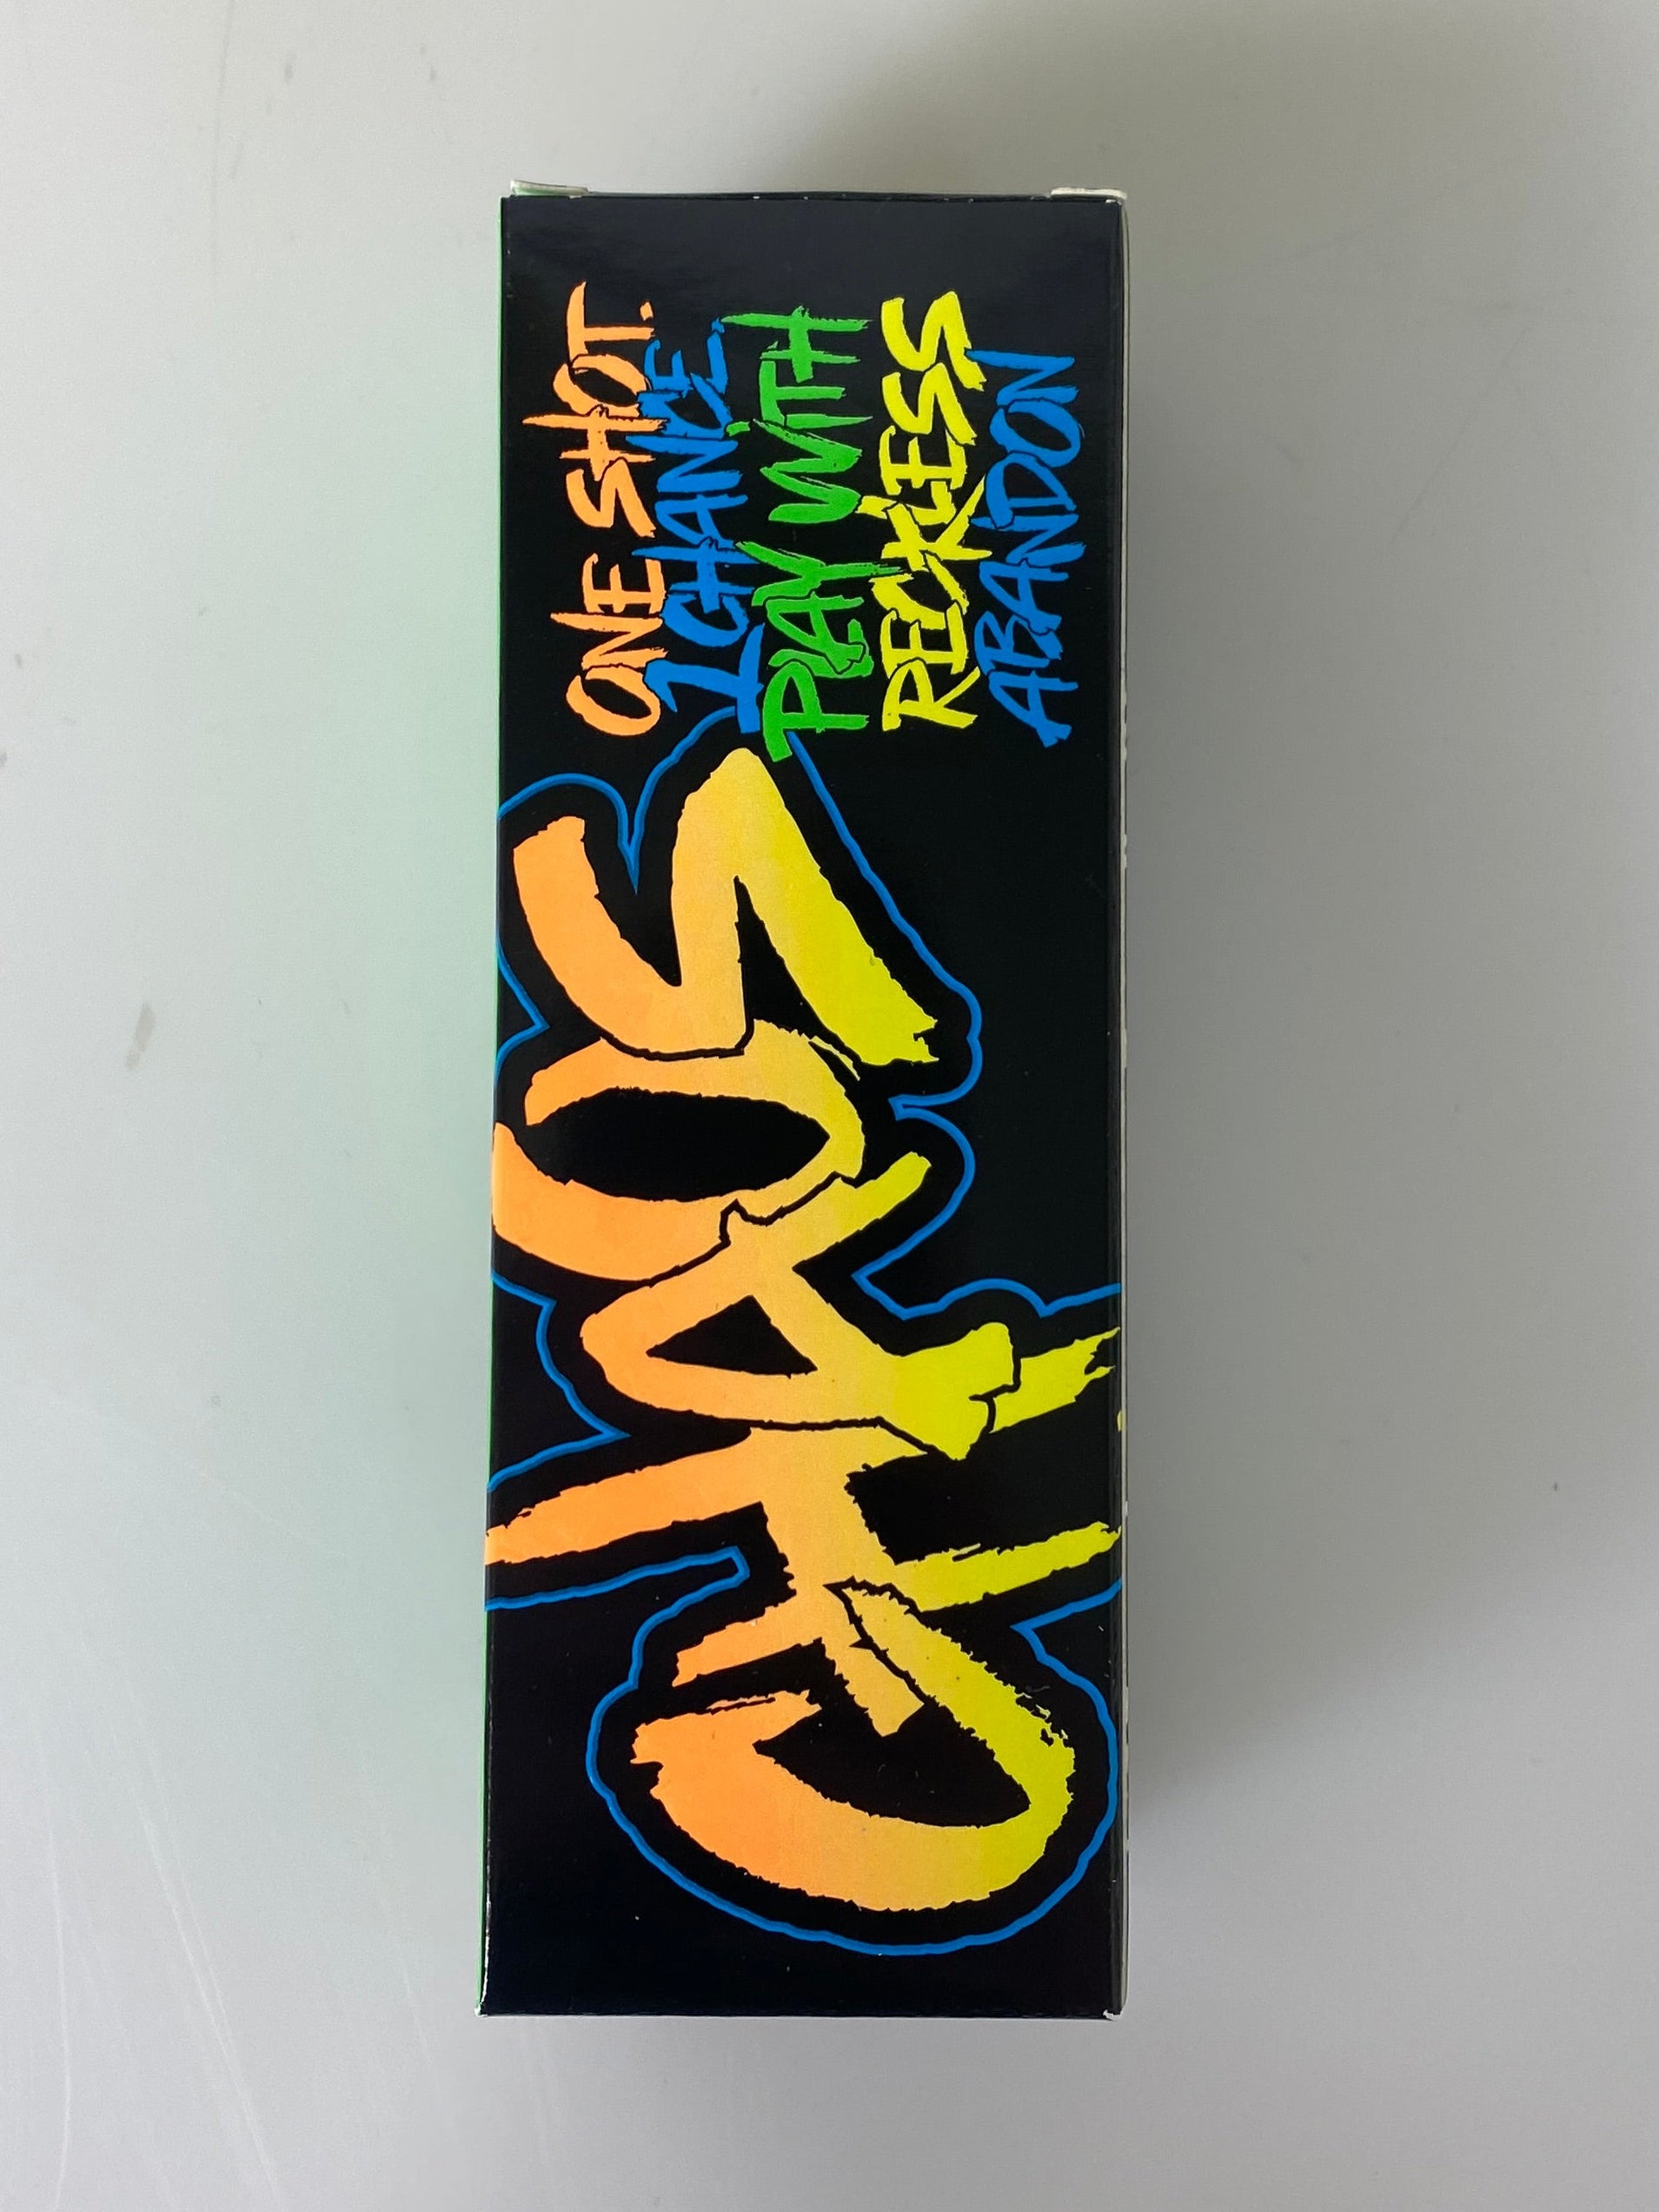 CHAOS
ONE SHOT.
1 CHANCE,
PLAY WITH
RECKLESS
ABANDON